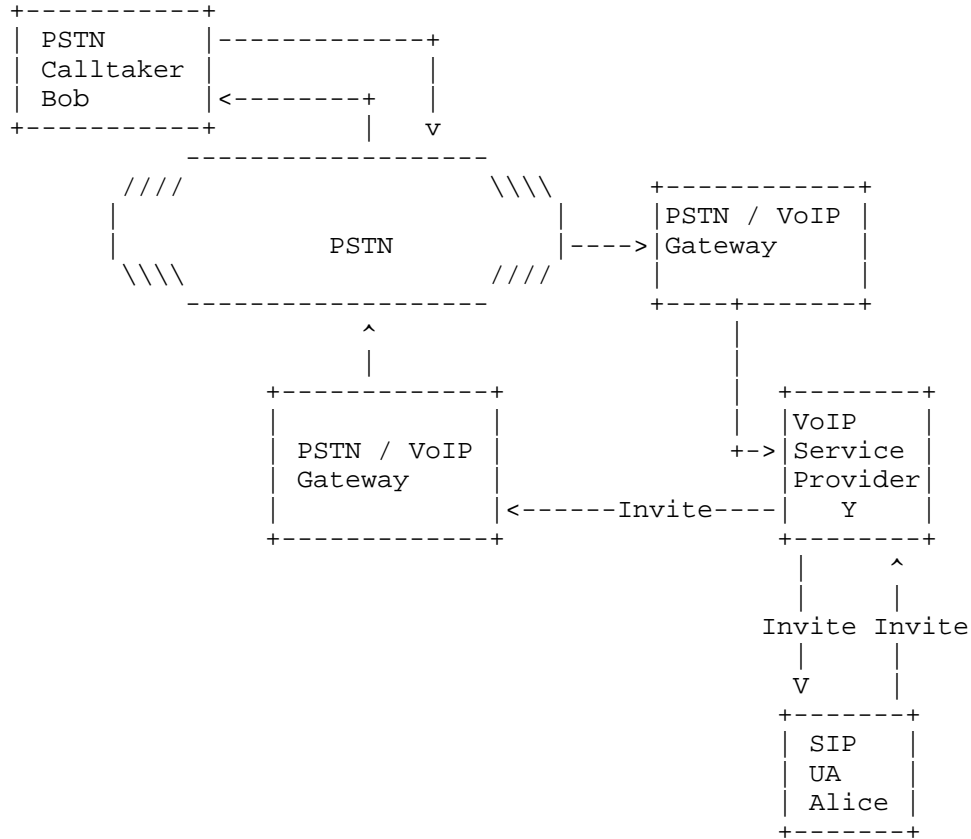 PSTN
Calltaker
Bob
PSTN / VoIP
Gateway
PSTN
PSTN / VoIP
Gateway
VoIP
Service
Provider
Y
Invite
Invite Invite
SIP
UA
Alice